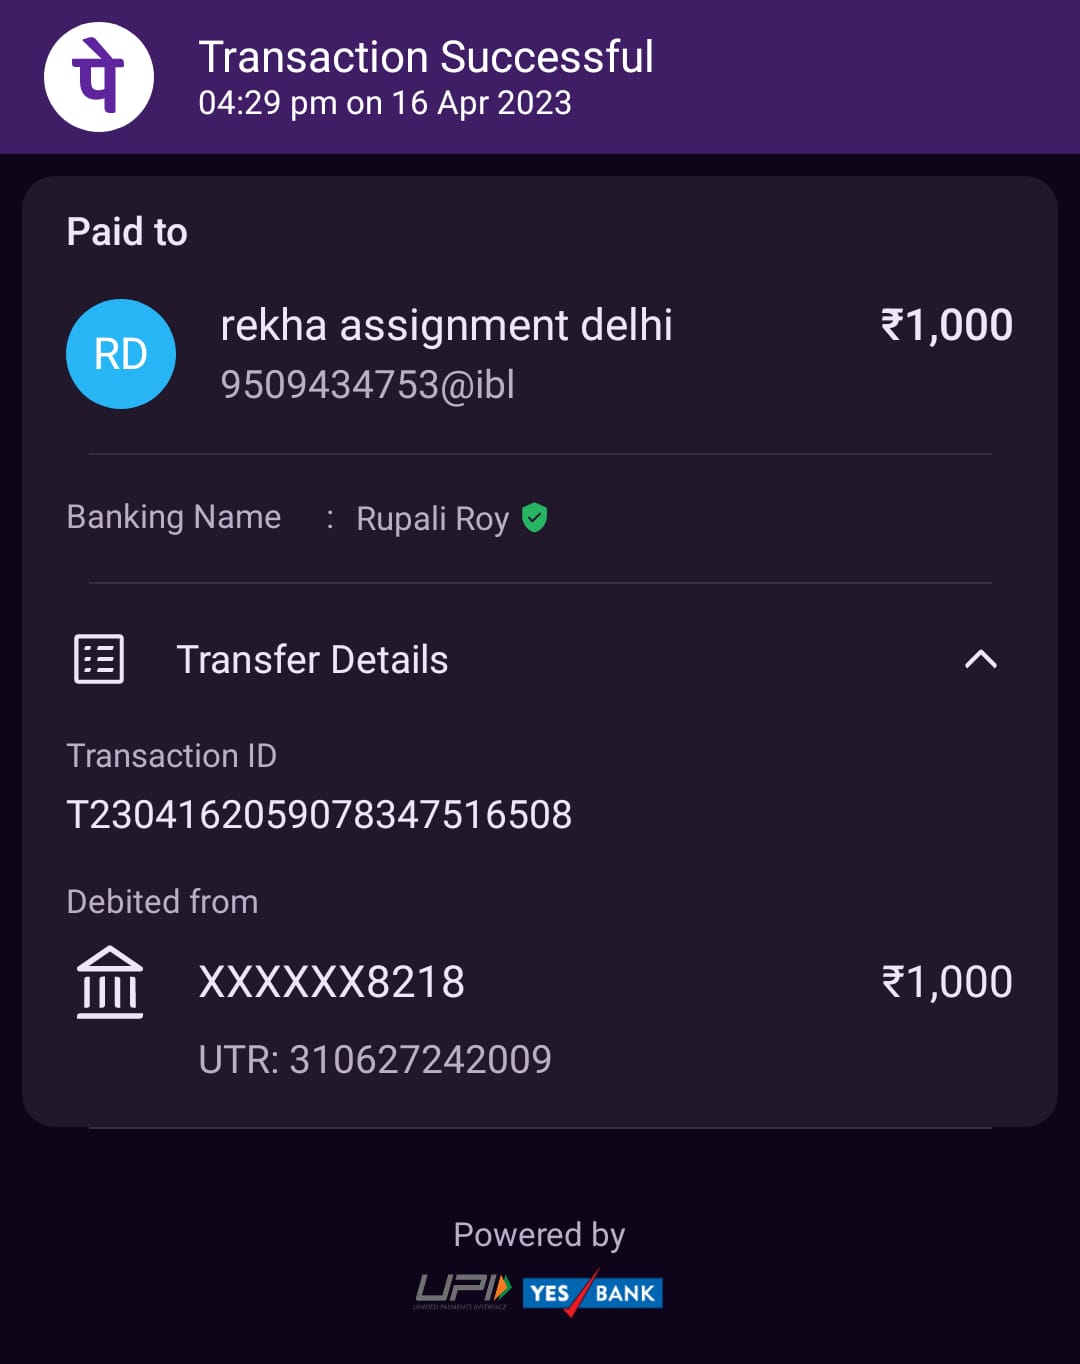 पे
Transaction Successful
04:29 pm on 16 Apr 2023
Paid to
RD
rekha assignment delhi
₹1,000
9509434753@ibl
Banking Name : Rupali Roy
Transfer Details
Transaction ID
T2304162059078347516508
Debited from
XXXXXX8218
₹1,000
UTR: 310627242009
Powered by
UPI
UNIFIED PAYMENTS INTERFACE
YES BANK